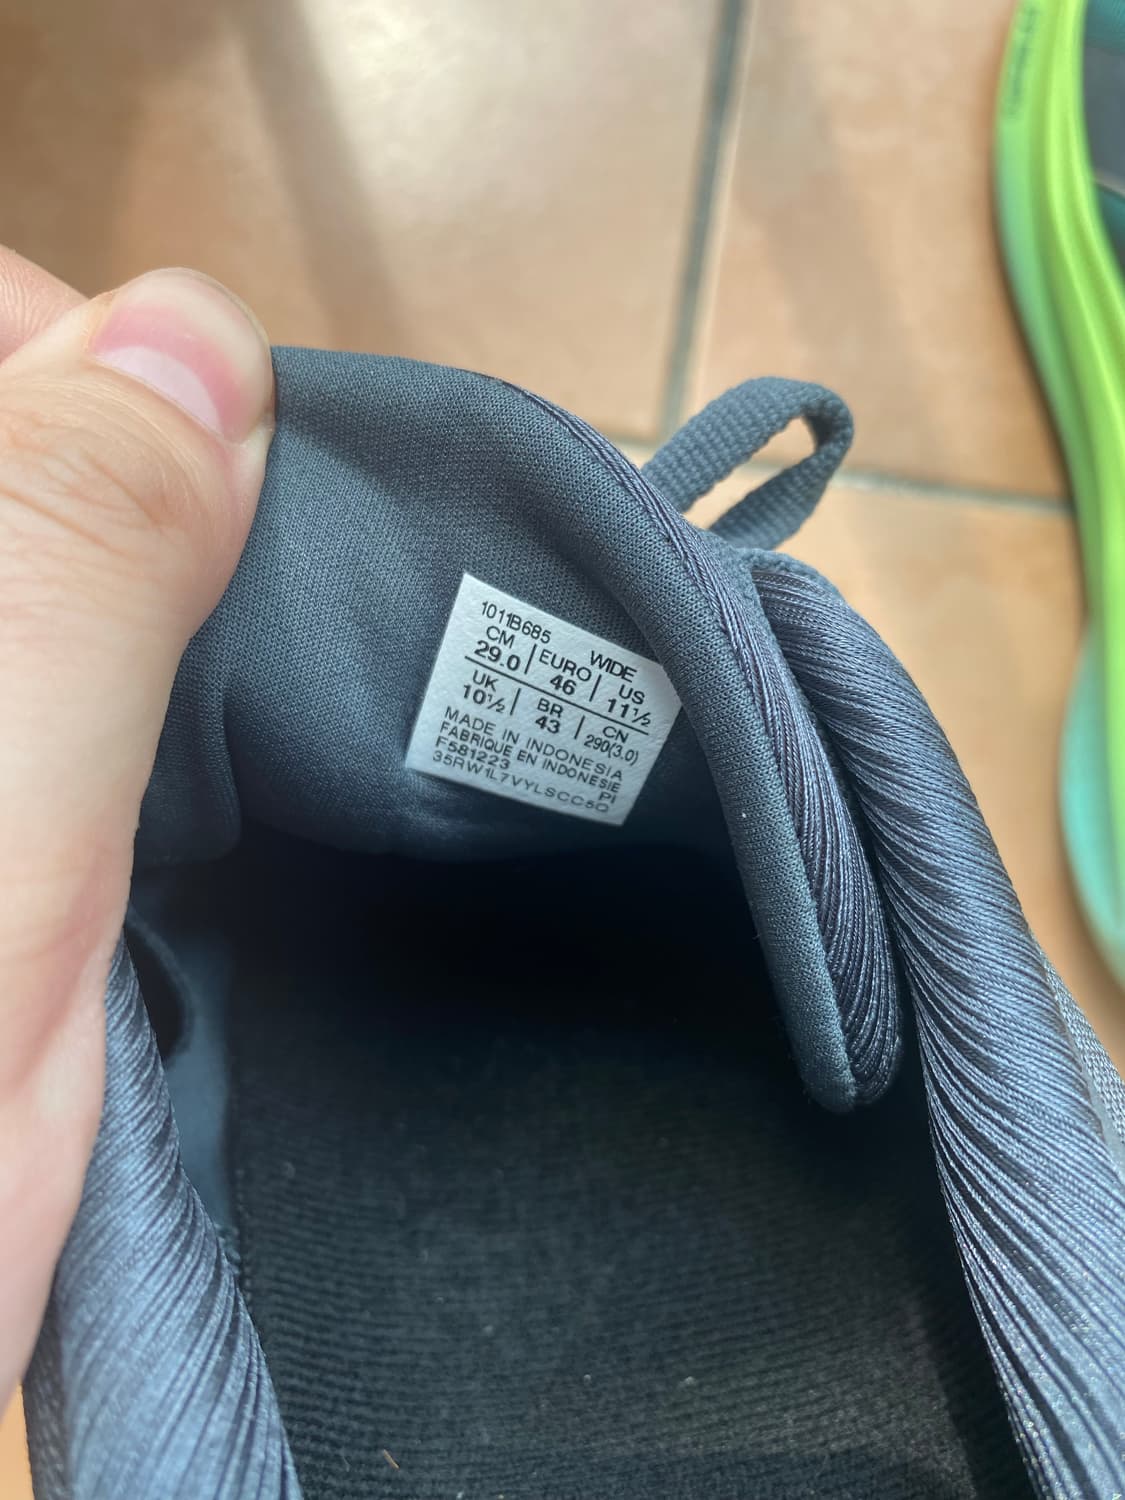 1011B685 WIDE
CM EURO US
29.0 46 11½
UK BR CN
10½ 43 290(3.0)
MADE IN INDONESIA
FABRIQUE EN INDONESIE
F581223 PI
35RW1L7VYLSCC5Q